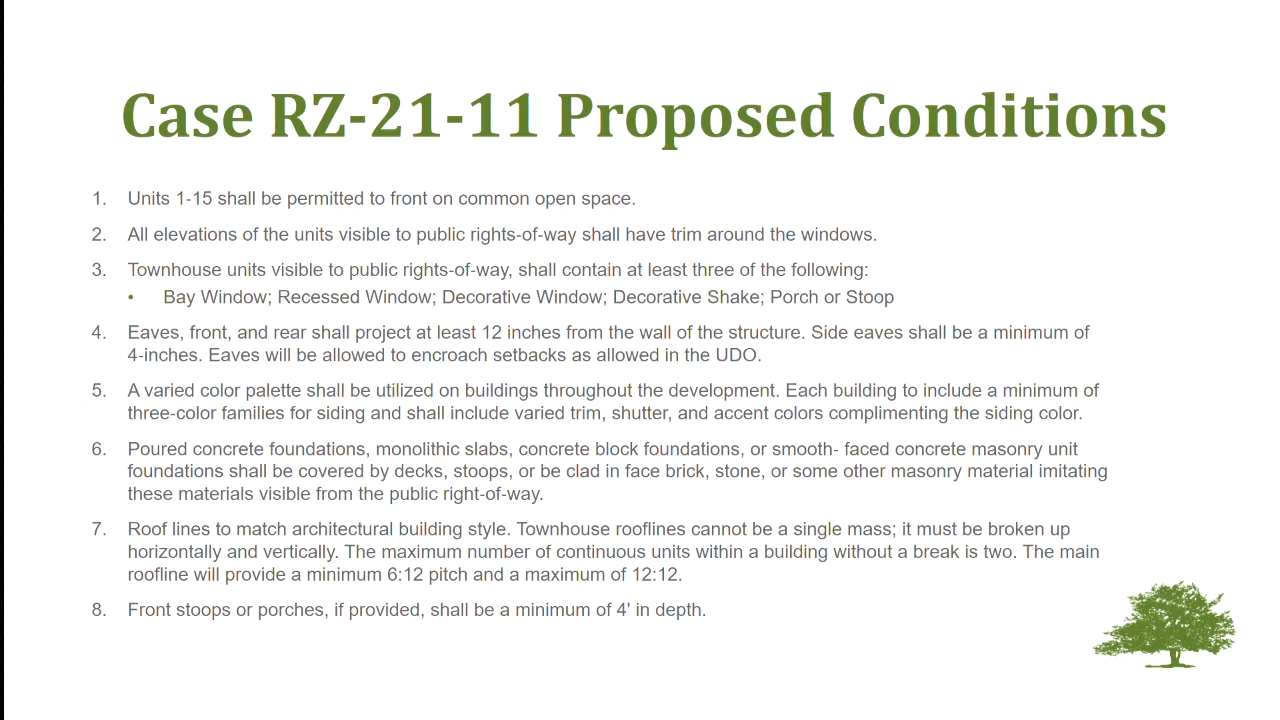 Case RZ-21-11 Proposed Conditions
1. Units 1-15 shall be permitted to front on common open space.
2. All elevations of the units visible to public rights-of-way shall have trim around the windows.
3. Townhouse units visible to public rights-of-way, shall contain at least three of the following:
• Bay Window; Recessed Window; Decorative Window; Decorative Shake; Porch or Stoop
4. Eaves, front, and rear shall project at least 12 inches from the wall of the structure. Side eaves shall be a minimum of
4-inches. Eaves will be allowed to encroach setbacks as allowed in the UDO.
5. A varied color palette shall be utilized on buildings throughout the development. Each building to include a minimum of
three-color families for siding and shall include varied trim, shutter, and accent colors complimenting the siding color.
6. Poured concrete foundations, monolithic slabs, concrete block foundations, or smooth- faced concrete masonry unit
foundations shall be covered by decks, stoops, or be clad in face brick, stone, or some other masonry material imitating
these materials visible from the public right-of-way.
7. Roof lines to match architectural building style. Townhouse rooflines cannot be a single mass; it must be broken up
horizontally and vertically. The maximum number of continuous units within a building without a break is two. The main
roofline will provide a minimum 6:12 pitch and a maximum of 12:12.
8. Front stoops or porches, if provided, shall be a minimum of 4' in depth.